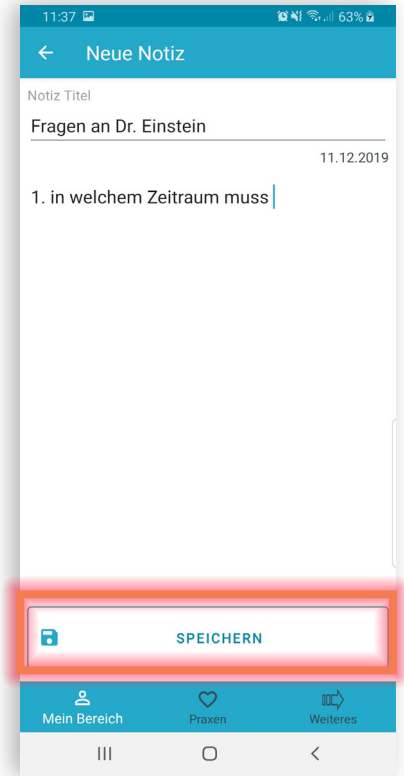 11:37 63%
Neue Notiz
Notiz Titel
Fragen an Dr. Einstein
11.12.2019
1. in welchem Zeitraum muss
SPEICHERN
Mein Bereich Praxen Weiteres